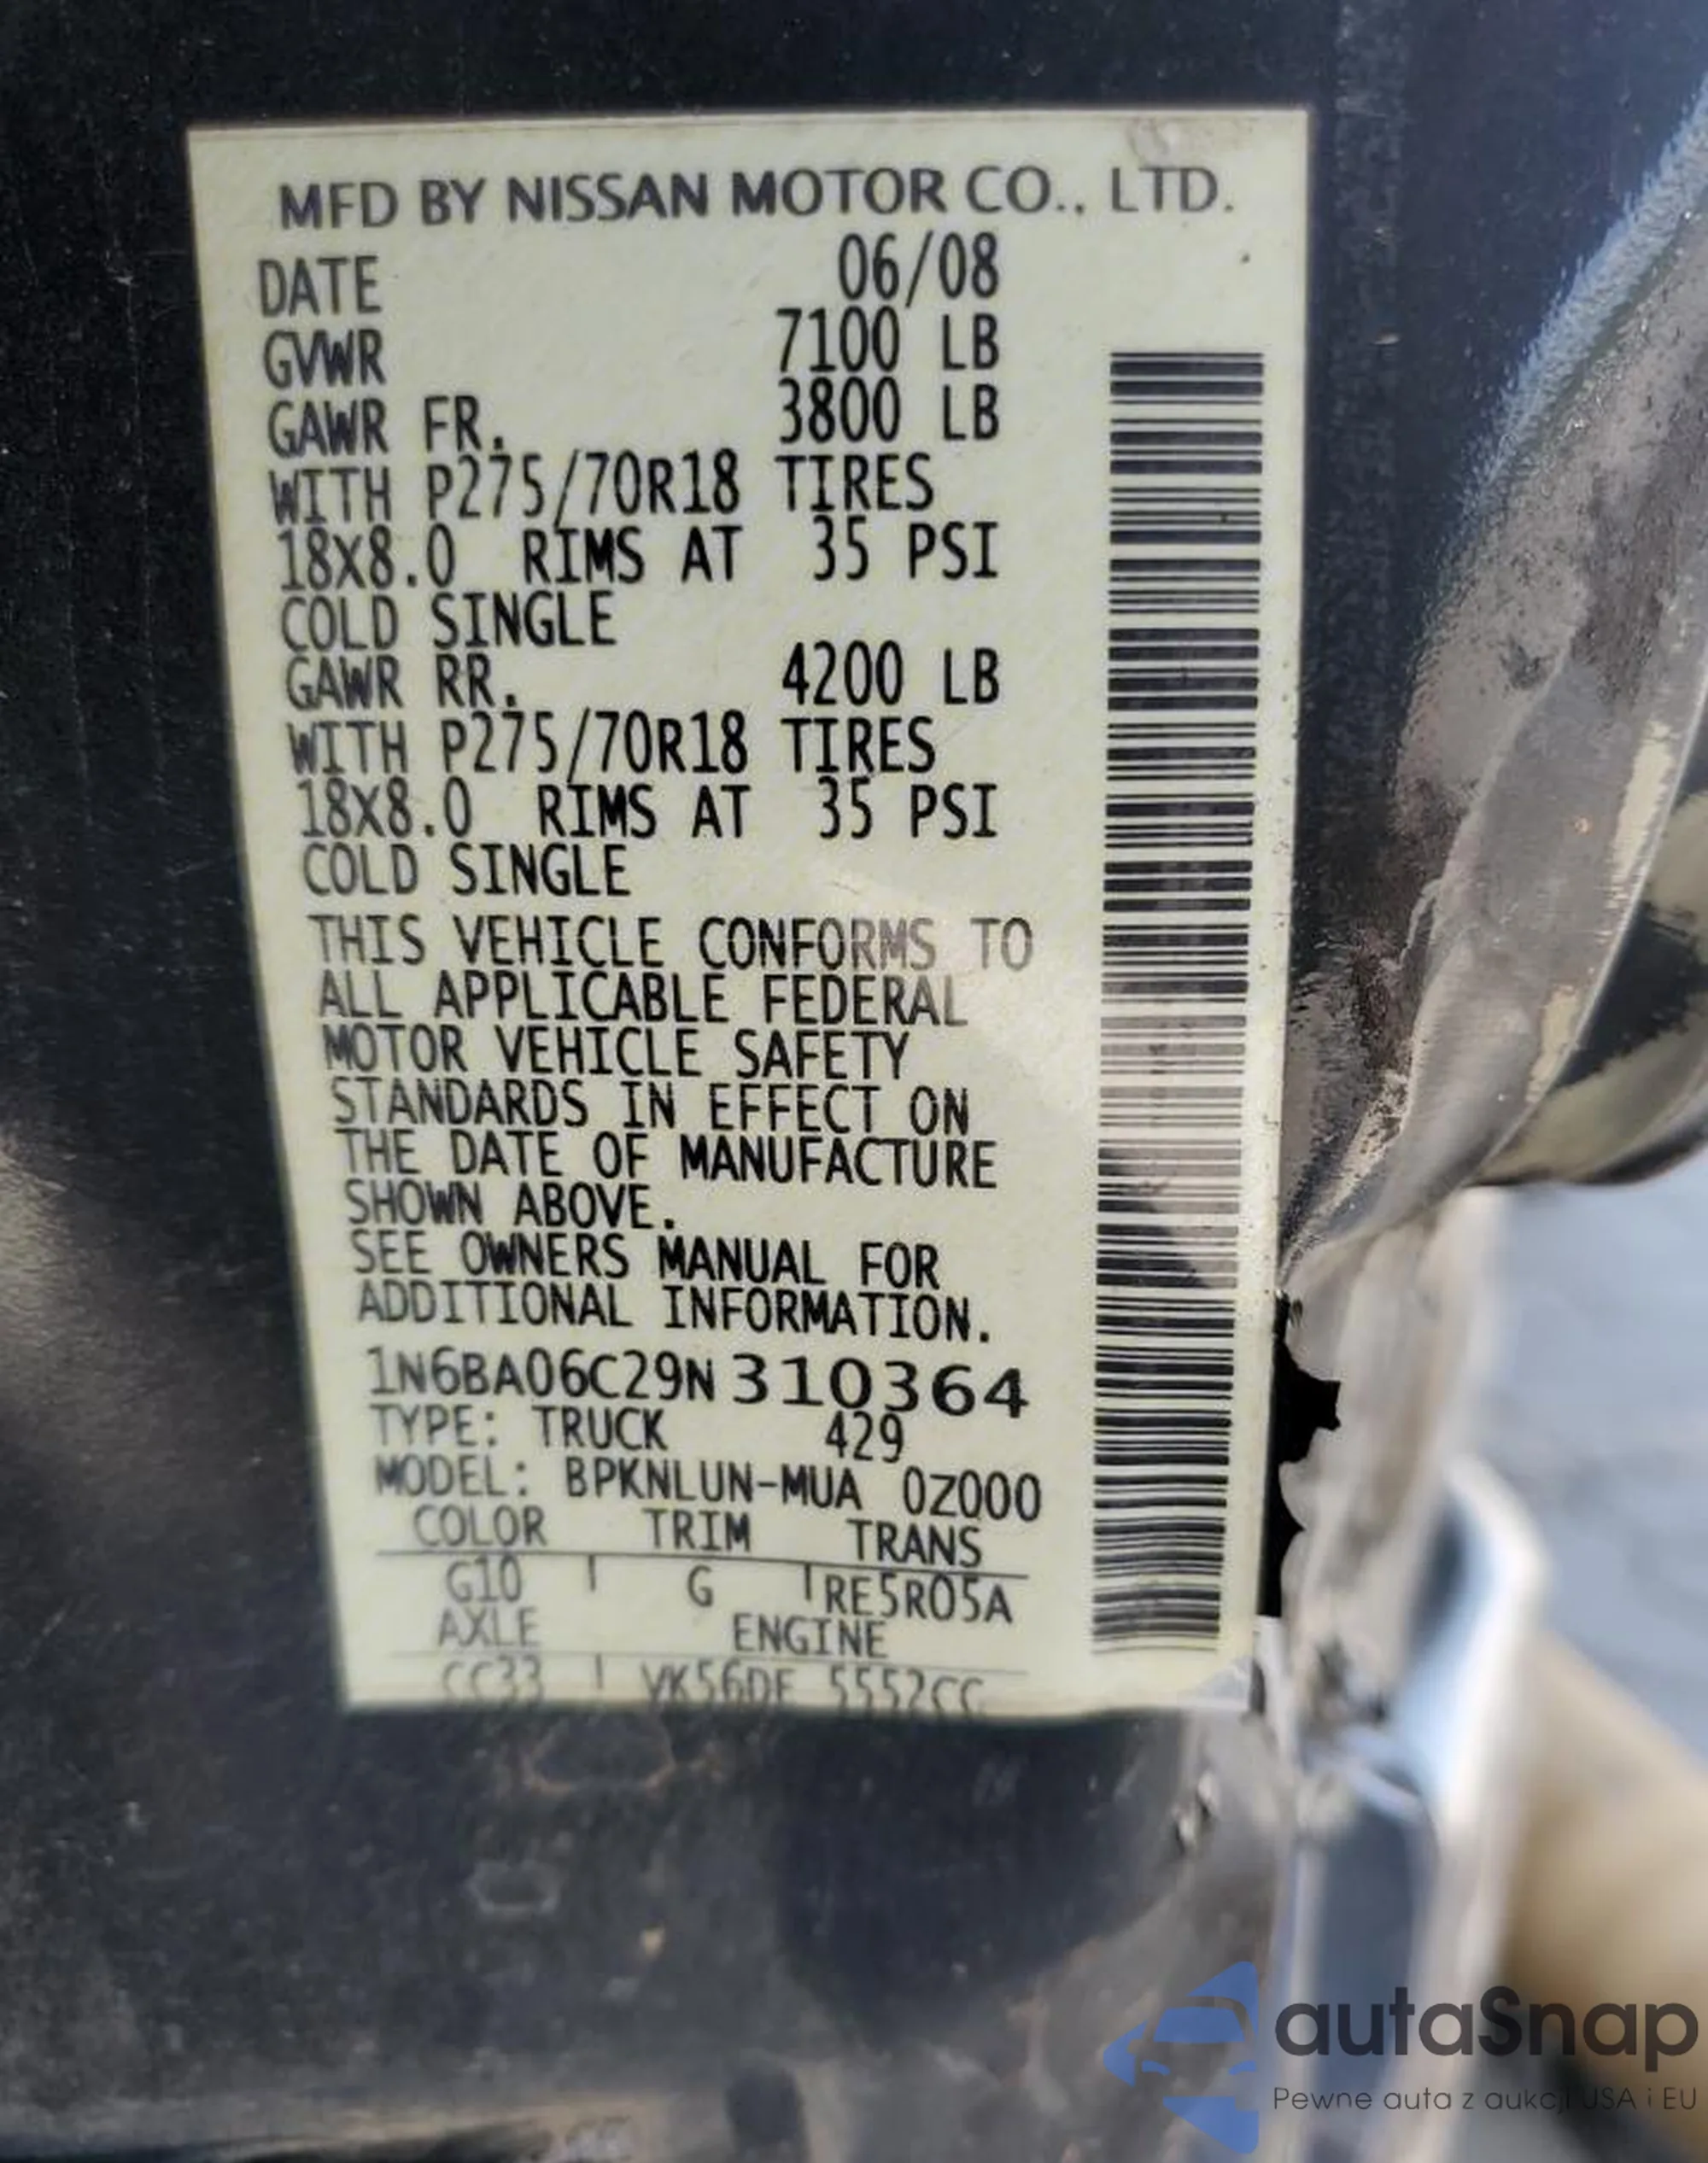 MFD BY NISSAN MOTOR CO., LTD.
DATE 06/08
GVWR 7100 LB
GAWR FR. 3800 LB
WITH P275/70R18 TIRES
18X8.0 RIMS AT 35 PSI
COLD SINGLE
GAWR RR. 4200 LB
WITH P275/70R18 TIRES
18X8.0 RIMS AT 35 PSI
COLD SINGLE
THIS VEHICLE CONFORMS TO
ALL APPLICABLE FEDERAL
MOTOR VEHICLE SAFETY
STANDARDS IN EFFECT ON
THE DATE OF MANUFACTURE
SHOWN ABOVE.
SEE OWNERS MANUAL FOR
ADDITIONAL INFORMATION.
1N6BA06C29N310364
TYPE: TRUCK 429
MODEL: BPKNLUN-MUA 0Z000
COLOR TRIM TRANS
G10 G RE5R05A
AXLE ENGINE
CC33 VK56DE 5552CC
autaSnap
Pewne auta z aukcji USA i EU